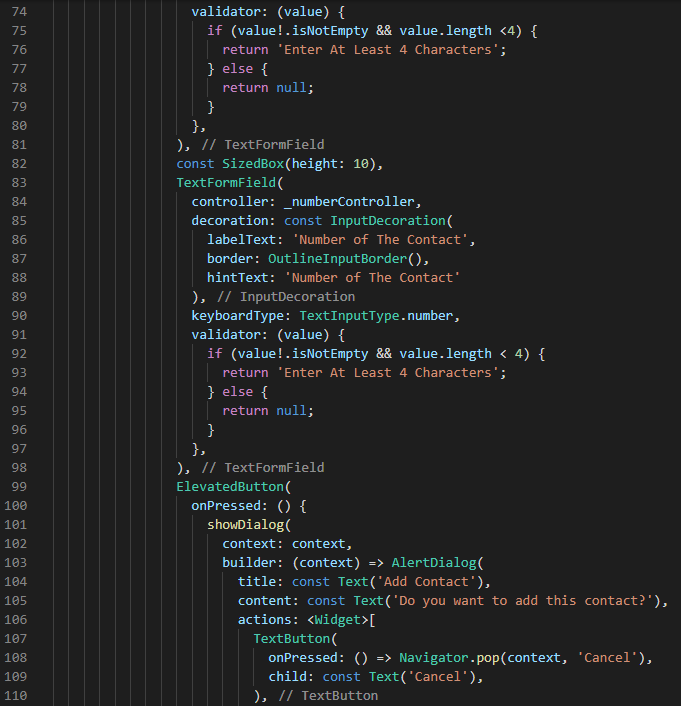 74 validator: (value) {
75 if (value!.isNotEmpty && value.length <4) {
76 return 'Enter At Least 4 Characters';
77 } else {
78 return null;
79 }
80 },
81 ), // TextFormField
82 const SizedBox(height: 10),
83 TextFormField(
84 controller: _numberController,
85 decoration: const InputDecoration(
86 labelText: 'Number of The Contact',
87 border: OutlineInputBorder(),
88 hintText: 'Number of The Contact'
89 ), // InputDecoration
90 keyboardType: TextInputType.number,
91 validator: (value) {
92 if (value!.isNotEmpty && value.length < 4) {
93 return 'Enter At Least 4 Characters';
94 } else {
95 return null;
96 }
97 },
98 ), // TextFormField
99 ElevatedButton(
100 onPressed: () {
101 showDialog(
102 context: context,
103 builder: (context) => AlertDialog(
104 title: const Text('Add Contact'),
105 content: const Text('Do you want to add this contact?'),
106 actions: <Widget>[
107 TextButton(
108 onPressed: () => Navigator.pop(context, 'Cancel'),
109 child: const Text('Cancel'),
110 ), // TextButton